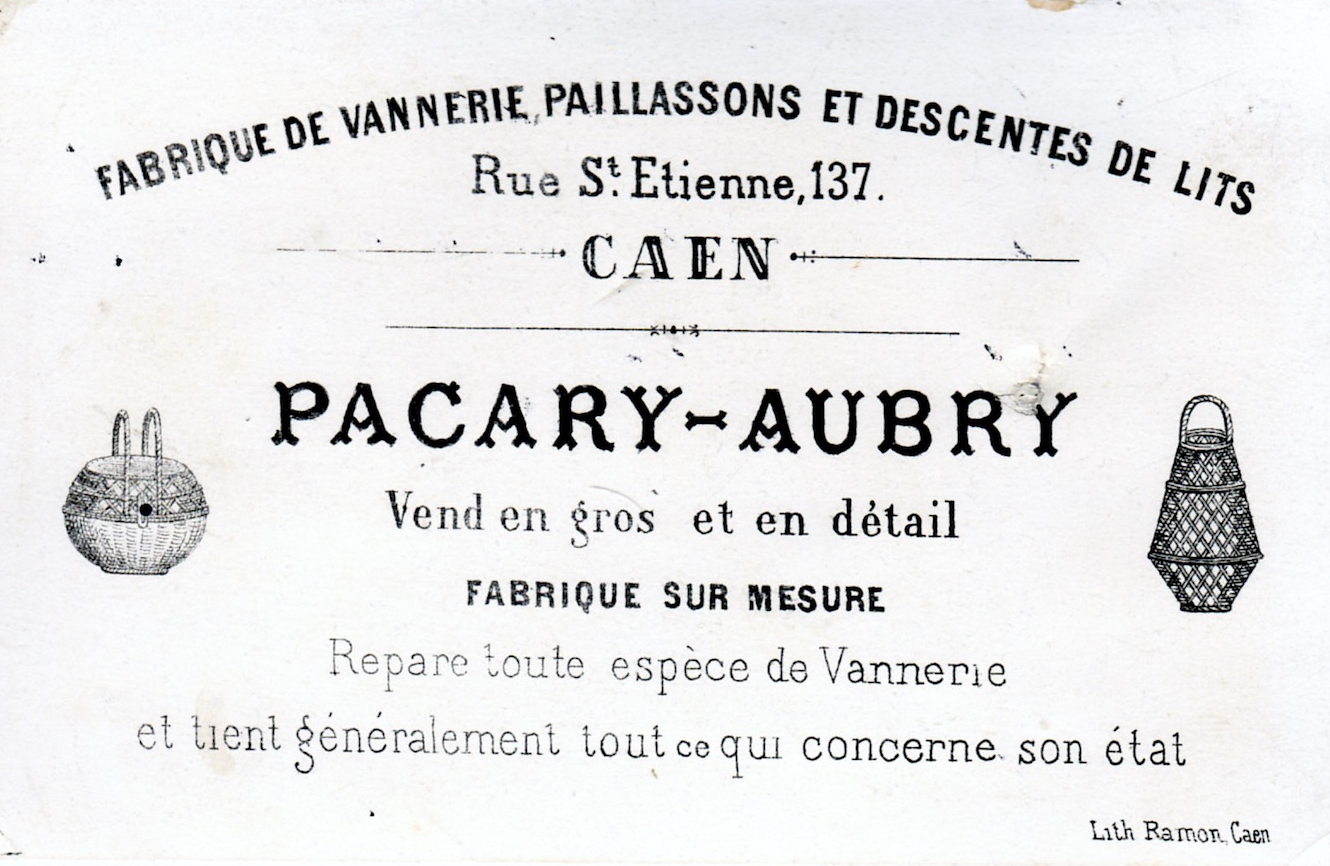 FABRIQUE DE VANNERIE, PAILLASSONS ET DESCENTES DE LITS
Rue St. Etienne, 137.
CAEN
PACARY-AUBRY
Vend en gros et en détail
FABRIQUE SUR MESURE
Repare toute espèce de Vannerie
et tient généralement tout ce qui concerne son état
Lith Ramon, Caen